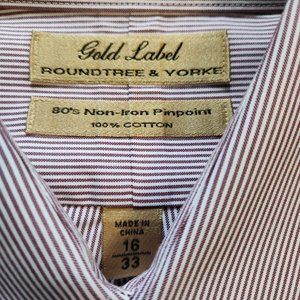 Gold Label
ROUNDTREE & YORKE
80's Non-Iron Pinpoint
100% COTTON
MADE IN
CHINA
16
33